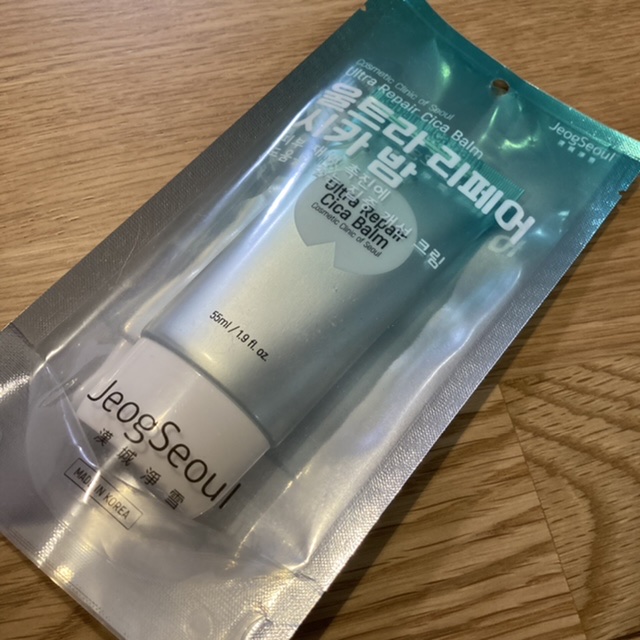 Cosmetic Clinic of Seoul
Ultra Repair Cica Balm
울트라 리페어
시카 밤
크림
JeogSeoul
Ultra Repair
Cica Balm
Cosmetic Clinic of Seoul
55ml / 1.9 fl. oz.
JeogSeoul
漢城淨雪
MADE IN KOREA